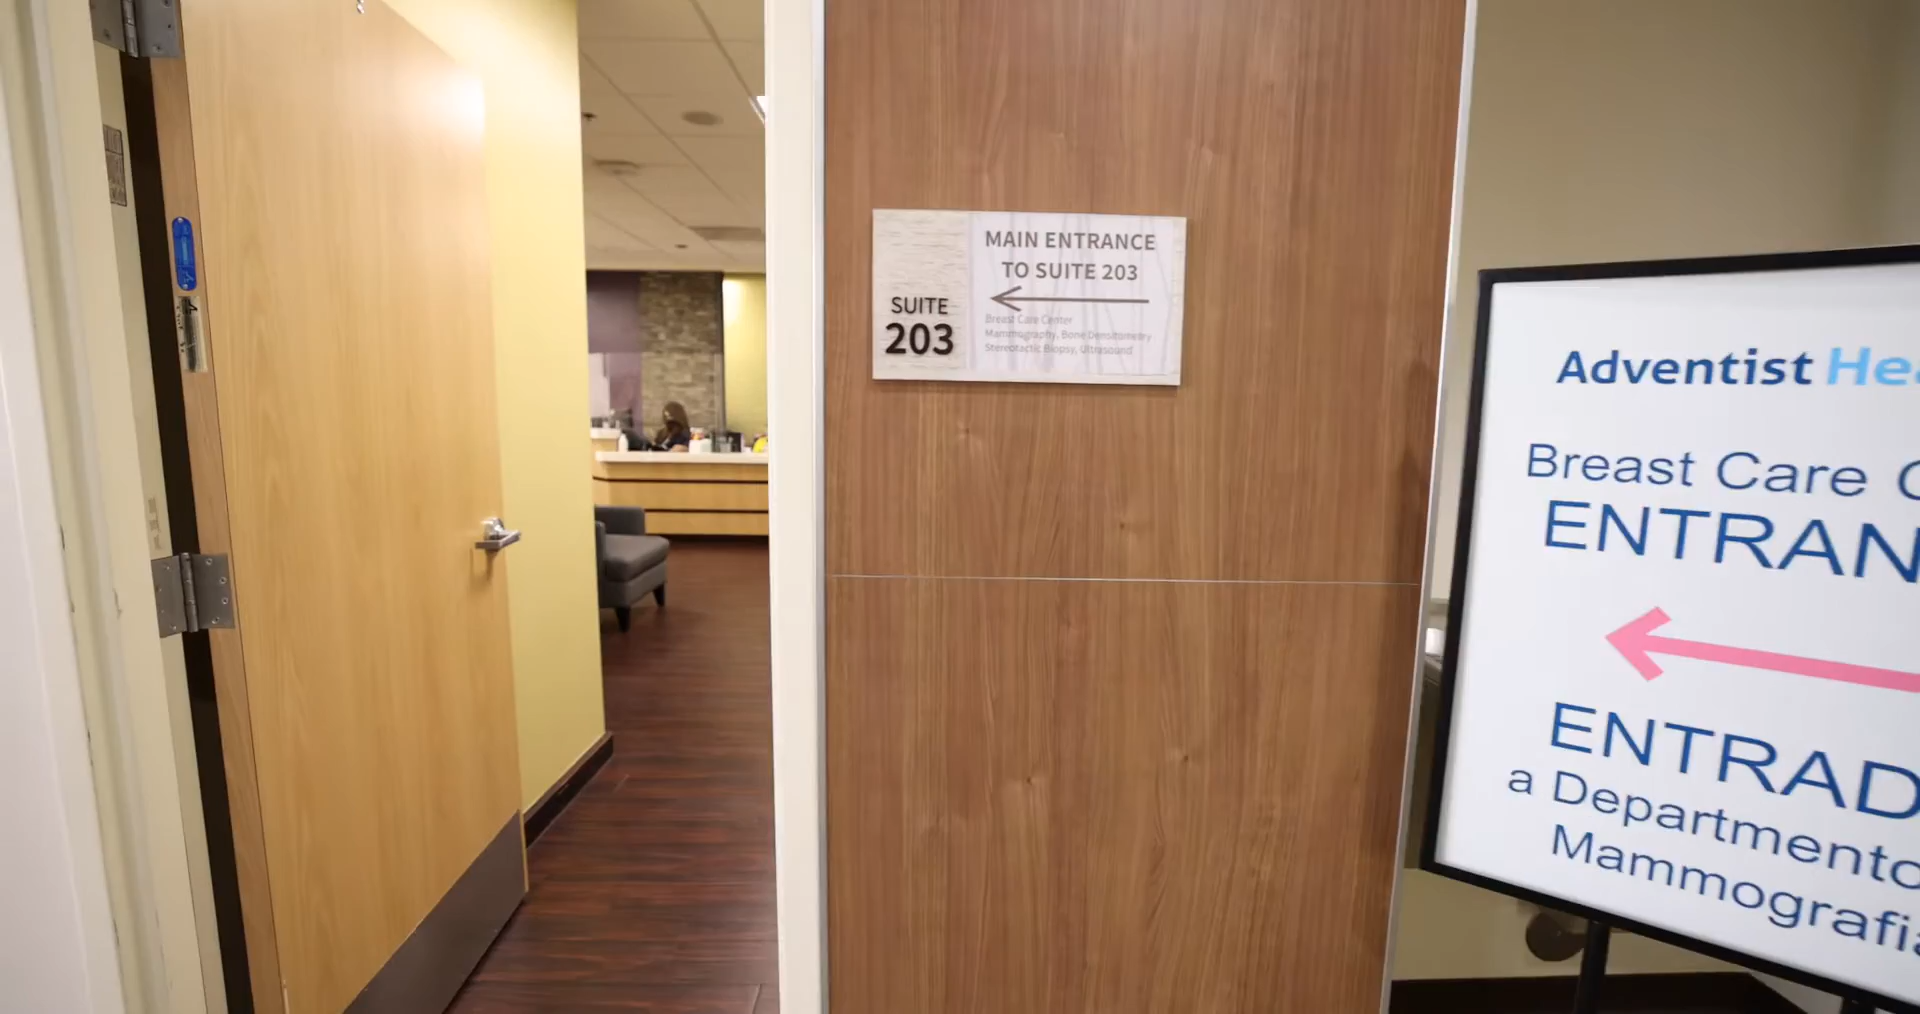 MAIN ENTRANCE
TO SUITE 203
SUITE
203
Breast Care Center
Mammography, Bone Densitometry
Stereotactic Biopsy, Ultrasound
Adventist He
Breast Care C
ENTRAN
ENTRAD
a Departmento
Mammografi